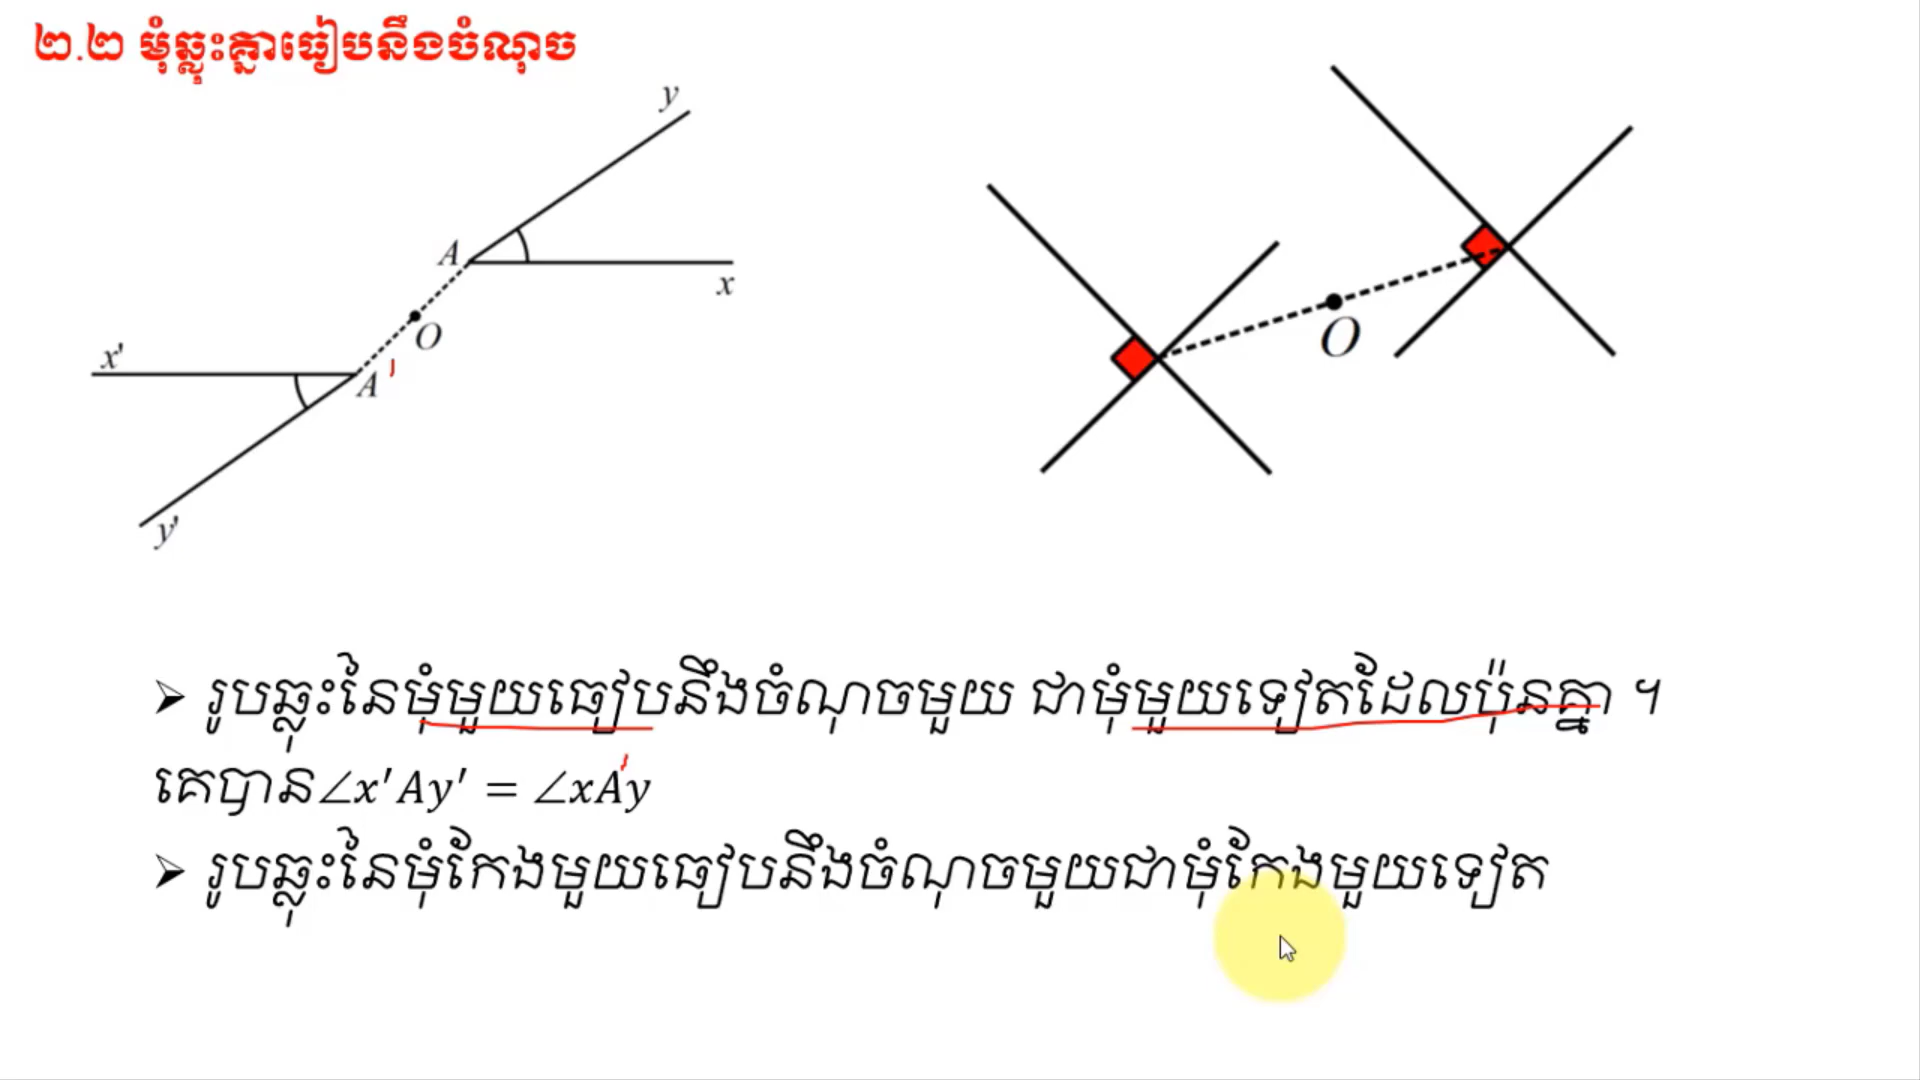 ២.២ មុំឆ្លុះគ្នាធៀបនឹងចំណុច
y
A
x
O
x'
A'
y'
O
➢ រូបឆ្លុះនៃមុំមួយធៀបនឹងចំណុចមួយ ជាមុំមួយទៀតដែលប៉ុនគ្នា ។
គេបាន∠x′Ay′ = ∠xA'y
➢ រូបឆ្លុះនៃមុំកែងមួយធៀបនឹងចំណុចមួយជាមុំកែងមួយទៀត